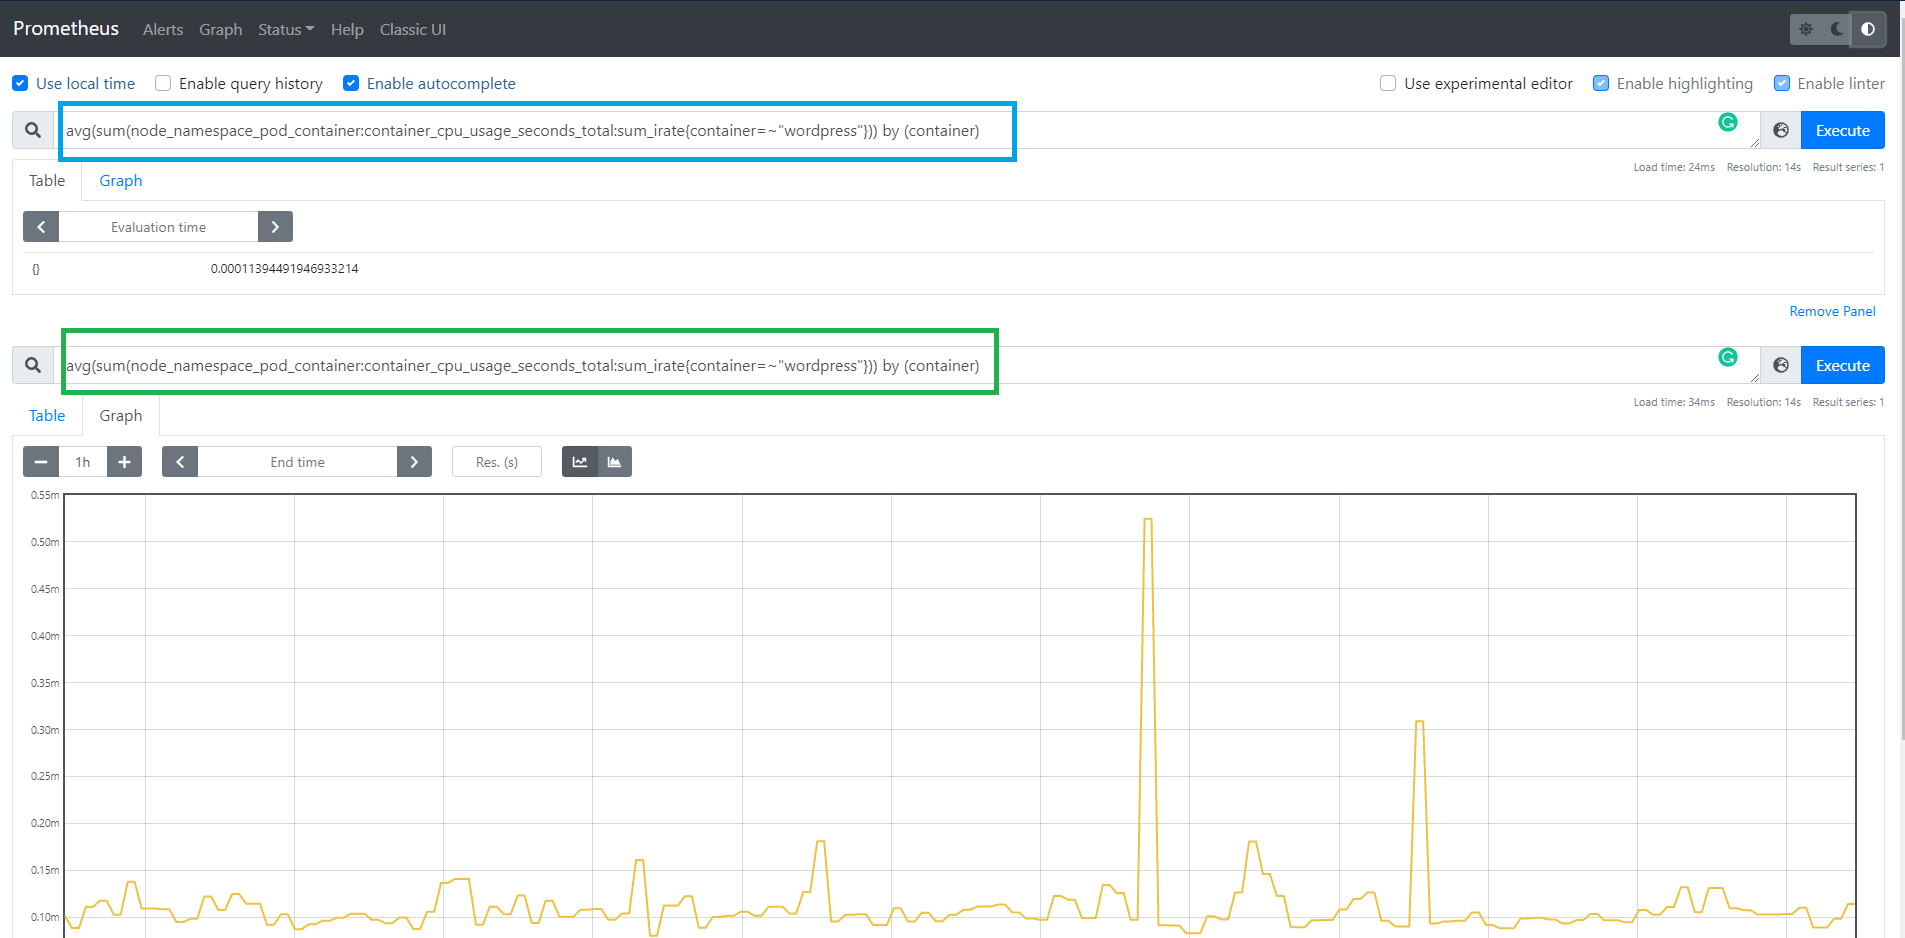 Prometheus Alerts Graph Status Help Classic UI
Use local time Enable query history Enable autocomplete Use experimental editor Enable highlighting Enable linter
avg(sum(node_namespace_pod_container:container_cpu_usage_seconds_total:sum_irate{container=~"wordpress"})) by (container) Execute
Load time: 24ms Resolution: 14s Result series: 1
Table Graph
Evaluation time
{} 0.00011394491946933214
Remove Panel
avg(sum(node_namespace_pod_container:container_cpu_usage_seconds_total:sum_irate{container=~"wordpress"})) by (container) Execute
Load time: 34ms Resolution: 14s Result series: 1
Table Graph
1h End time Res. (s)
0.55m
0.50m
0.45m
0.40m
0.35m
0.30m
0.25m
0.20m
0.15m
0.10m